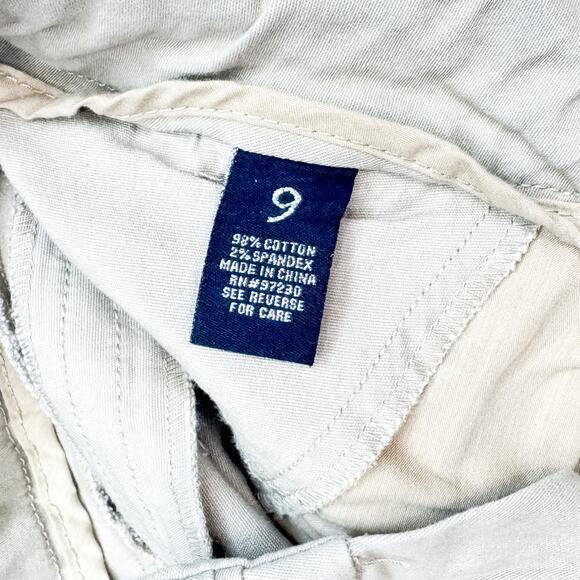 9
98% COTTON
2% SPANDEX
MADE IN CHINA
RN#97230
SEE REVERSE
FOR CARE